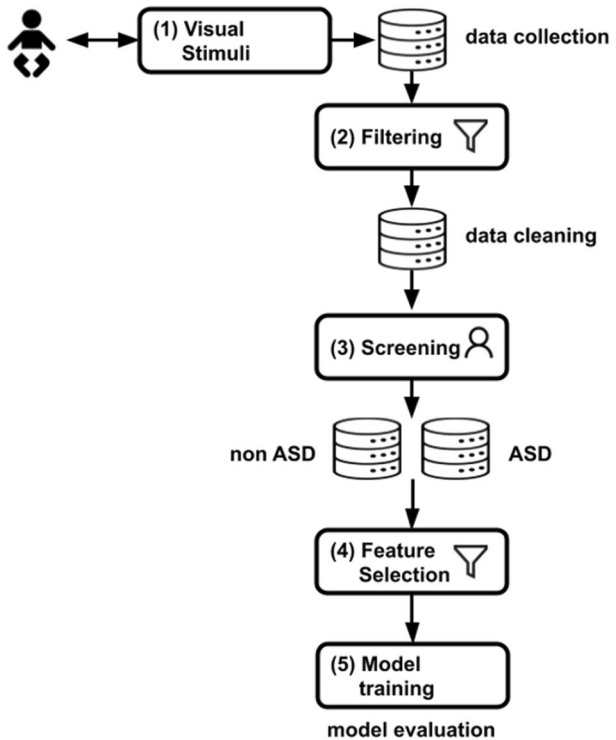 (1) Visual
Stimuli
data collection
(2) Filtering
data cleaning
(3) Screening
non ASD
ASD
(4) Feature
Selection
(5) Model
training
model evaluation